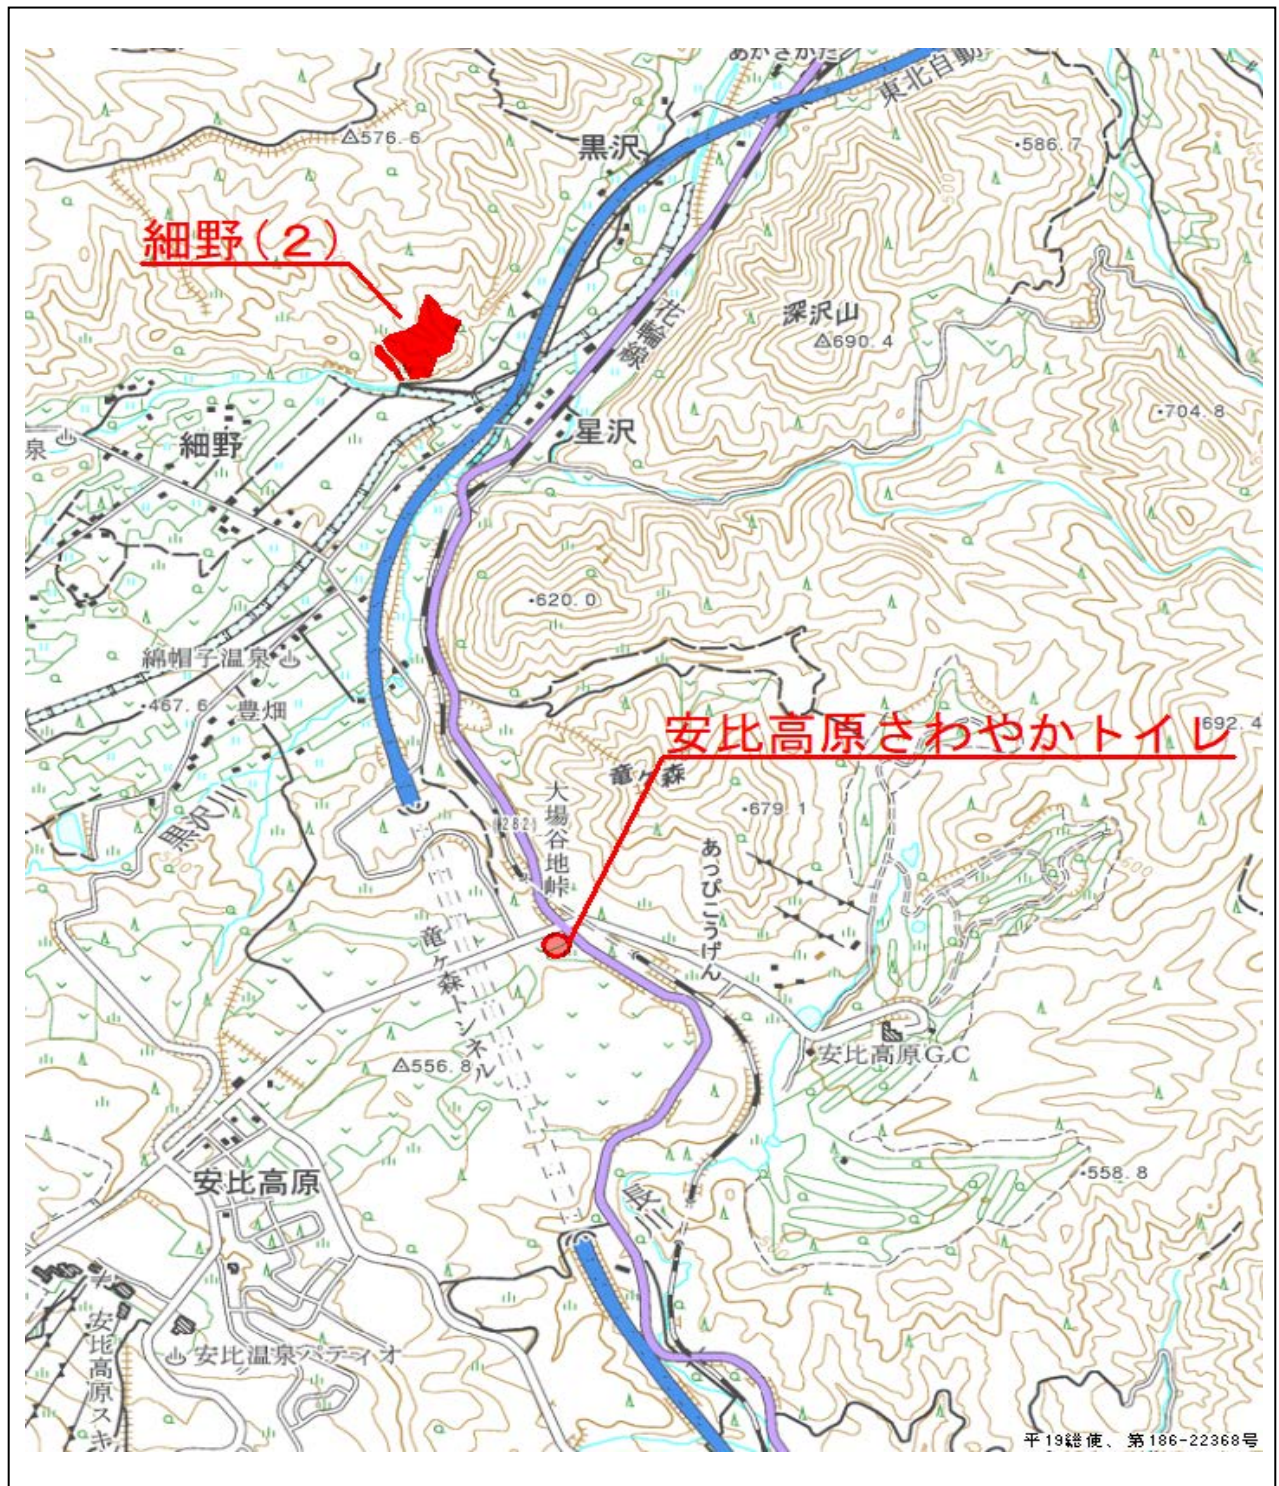 あかさかた
東北自動
黒沢
△576.6
・586.7
細野(2)
花輪線
深沢山
△690.4
・704.8
泉
細野
星沢
・620.0
綿帽子温泉
・467.6
豊畑
692.4
安比高原さわやかトイレ
竜ヶ森
・679.1
大場谷地峠
(282)
黒沢川
500
600
あっぴこうげん
竜ヶ森トンネル
△556.8
安比高原G.C
安比高原
・558.8
長川
500
安比高原スキ
安比温泉パティオ
平19総使、第186-22368号